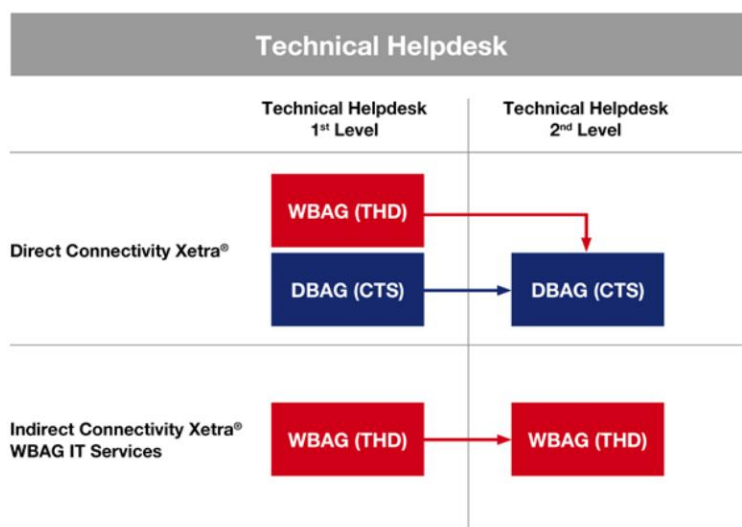 Technical Helpdesk
Technical Helpdesk
1st Level
Technical Helpdesk
2nd Level
Direct Connectivity Xetra®
WBAG (THD)
DBAG (CTS)
DBAG (CTS)
Indirect Connectivity Xetra®
WBAG IT Services
WBAG (THD)
WBAG (THD)